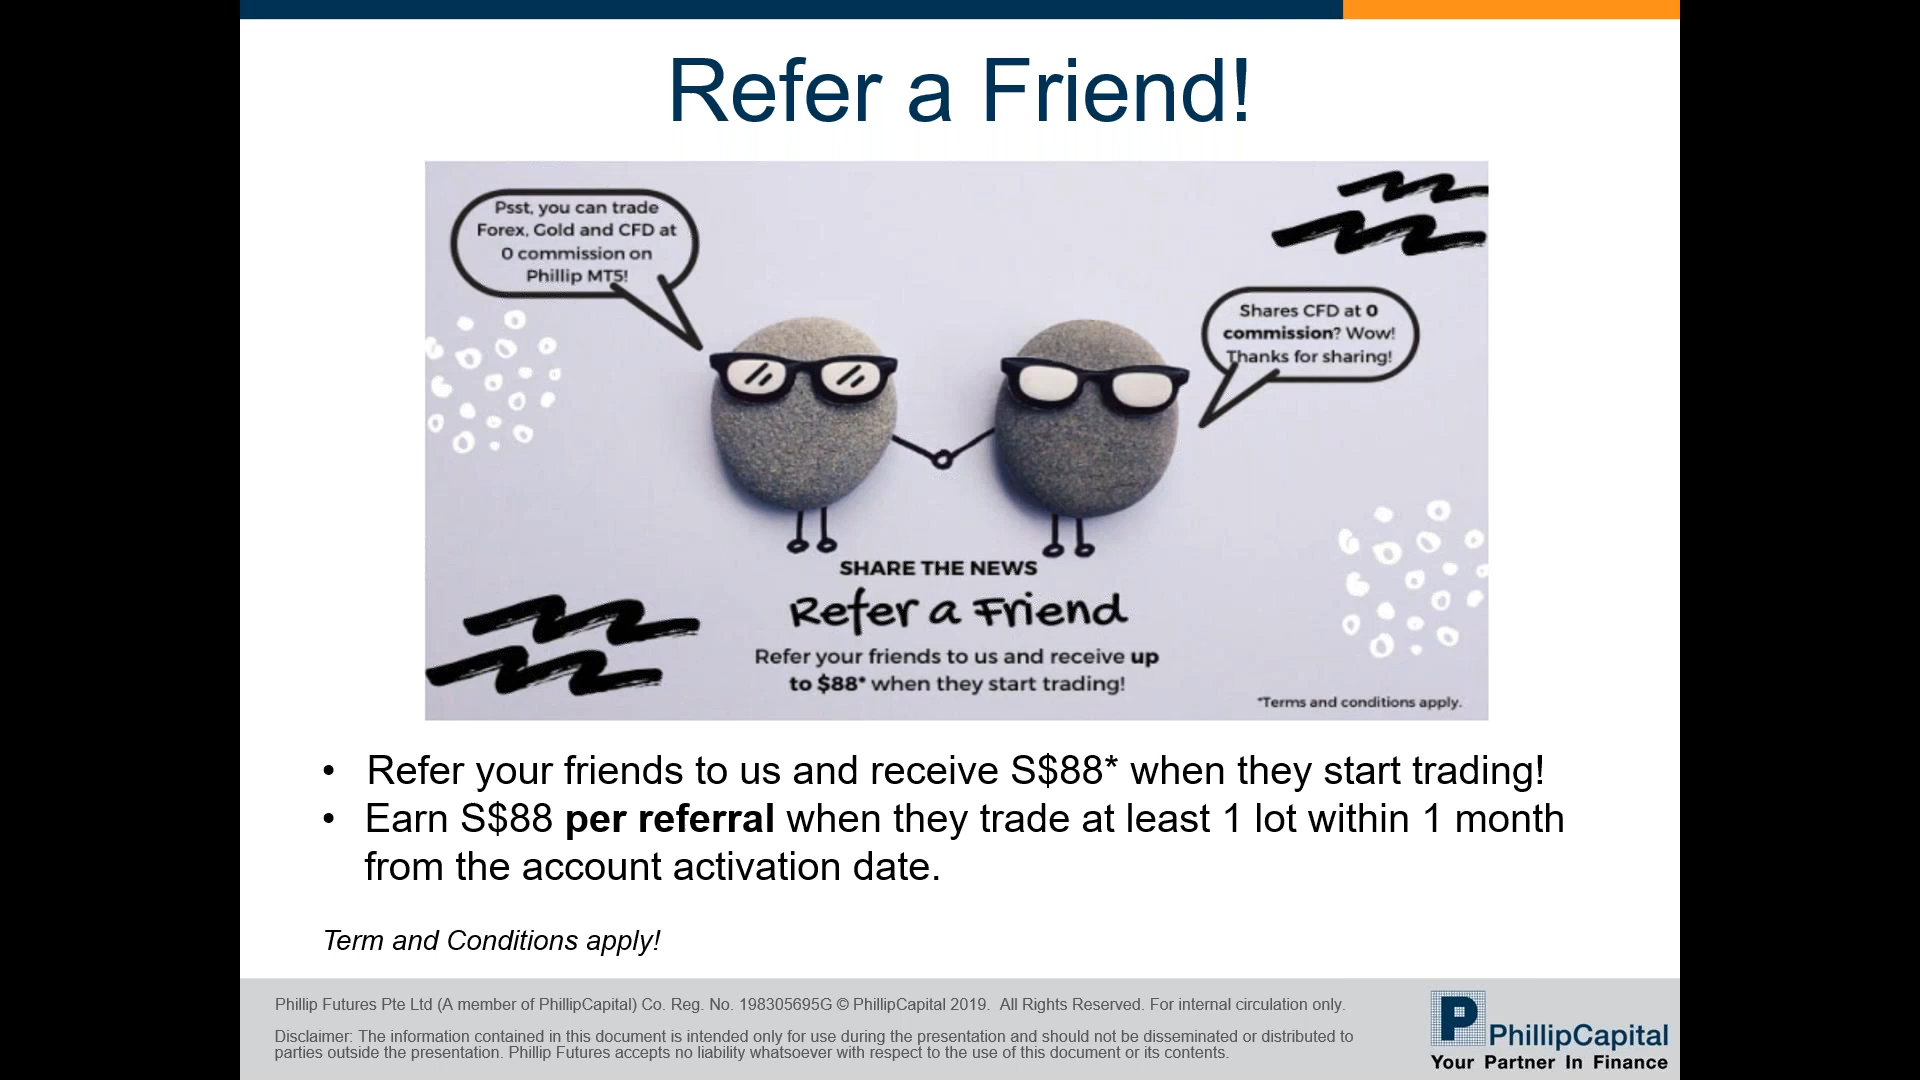 Refer a Friend!
Psst, you can trade
Forex, Gold and CFD at
0 commission on
Phillip MT5!
Shares CFD at 0
commission? Wow!
Thanks for sharing!
SHARE THE NEWS
Refer a Friend
Refer your friends to us and receive up
to $88* when they start trading!
*Terms and conditions apply.
• Refer your friends to us and receive S$88* when they start trading!
• Earn S$88 per referral when they trade at least 1 lot within 1 month
from the account activation date.
Term and Conditions apply!
Phillip Futures Pte Ltd (A member of PhillipCapital) Co. Reg. No. 198305695G © PhillipCapital 2019. All Rights Reserved. For internal circulation only.
Disclaimer: The information contained in this document is intended only for use during the presentation and should not be disseminated or distributed to
parties outside the presentation. Phillip Futures accepts no liability whatsoever with respect to the use of this document or its contents.
P PhillipCapital
Your Partner In Finance